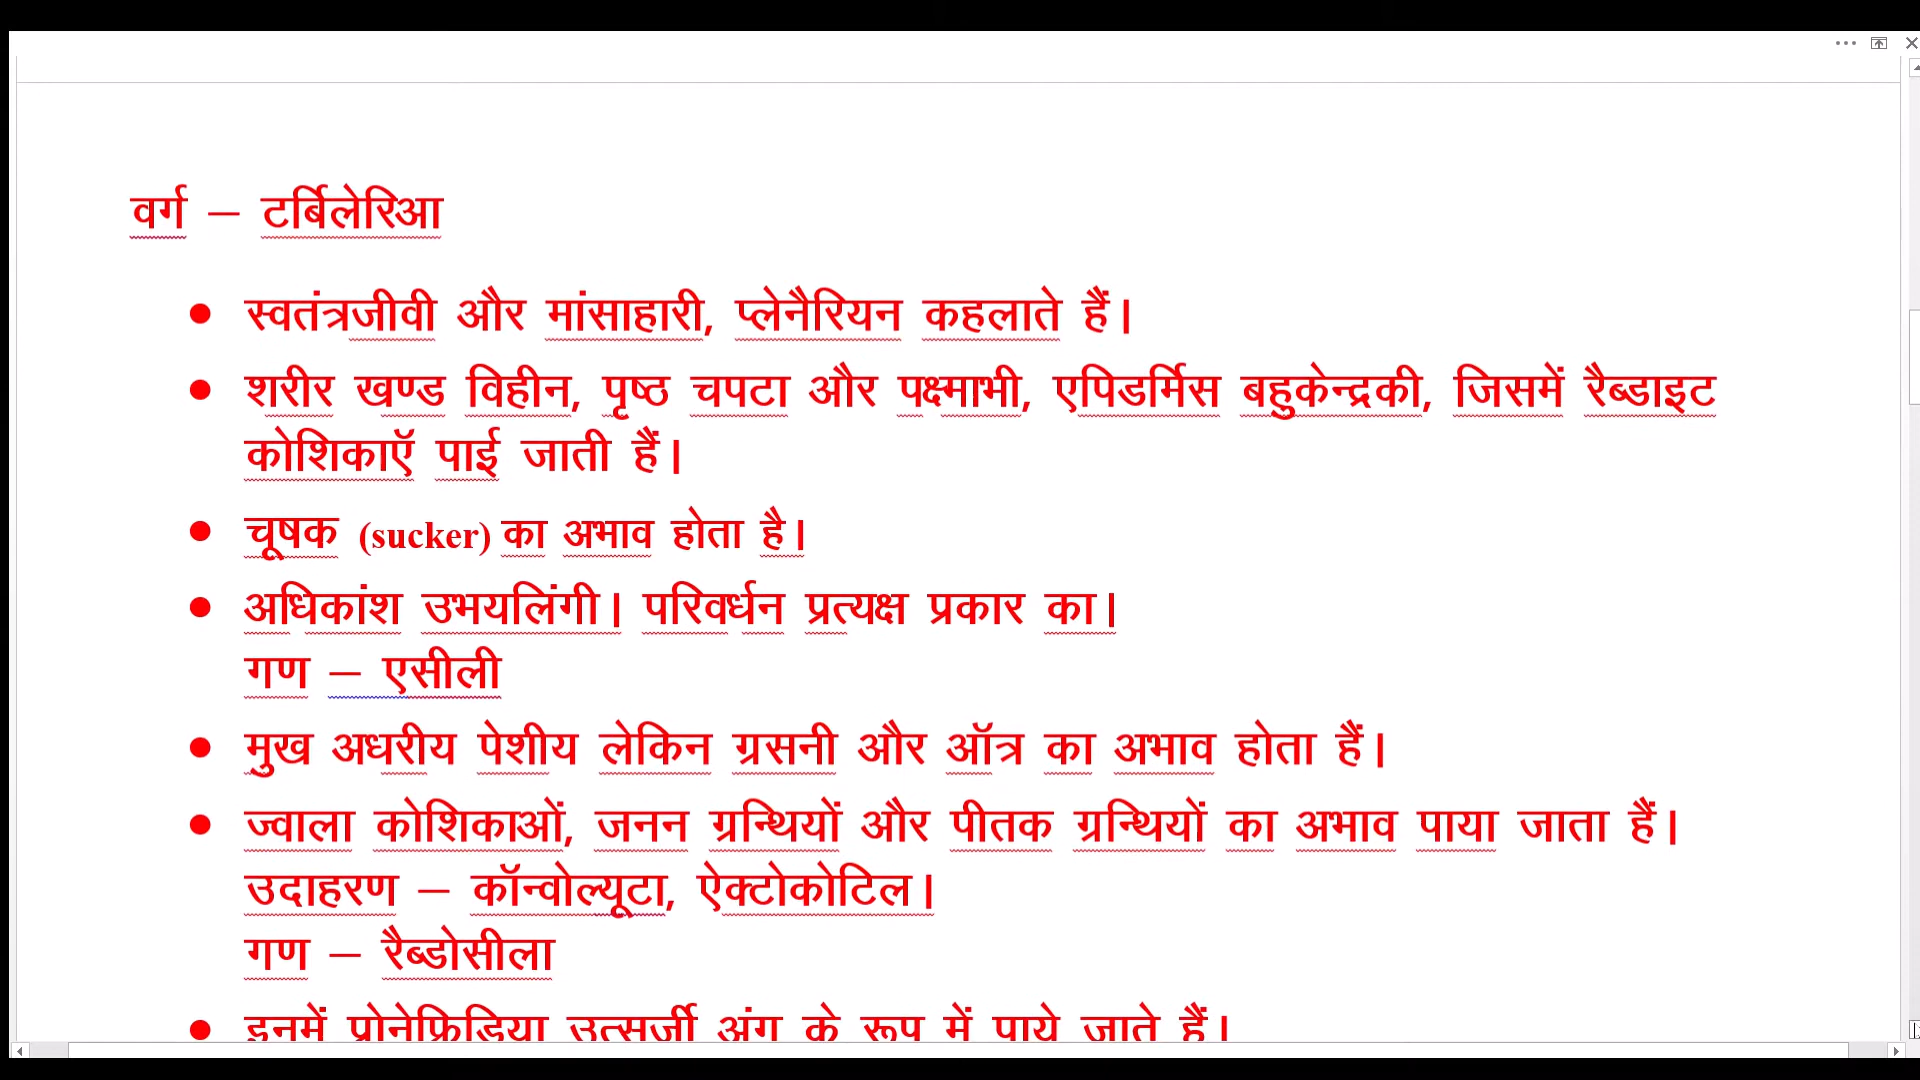 वर्ग – टर्बिलेरिआ
● स्वतंत्रजीवी और मांसाहारी, प्लेनैरियन कहलाते हैं।
● शरीर खण्ड विहीन, पृष्ठ चपटा और पक्ष्माभी, एपिडर्मिस बहुकेन्द्रकी, जिसमें रैब्डाइट
कोशिकाऍ पाई जाती हैं।
● चूषक (sucker) का अभाव होता है।
● अधिकांश उभयलिंगी। परिवर्धन प्रत्यक्ष प्रकार का।
गण – एसीली
● मुख अधरीय पेशीय लेकिन ग्रसनी और ऑत्र का अभाव होता हैं।
● ज्वाला कोशिकाओं, जनन ग्रन्थियों और पीतक ग्रन्थियों का अभाव पाया जाता हैं।
उदाहरण – कॉन्वोल्यूटा, ऐक्टोकोटिल।
गण – रैब्डोसीला
● इनमें प्रोनेफ्रिडिया उत्सर्जी अंग के रूप में पाये जाते हैं।